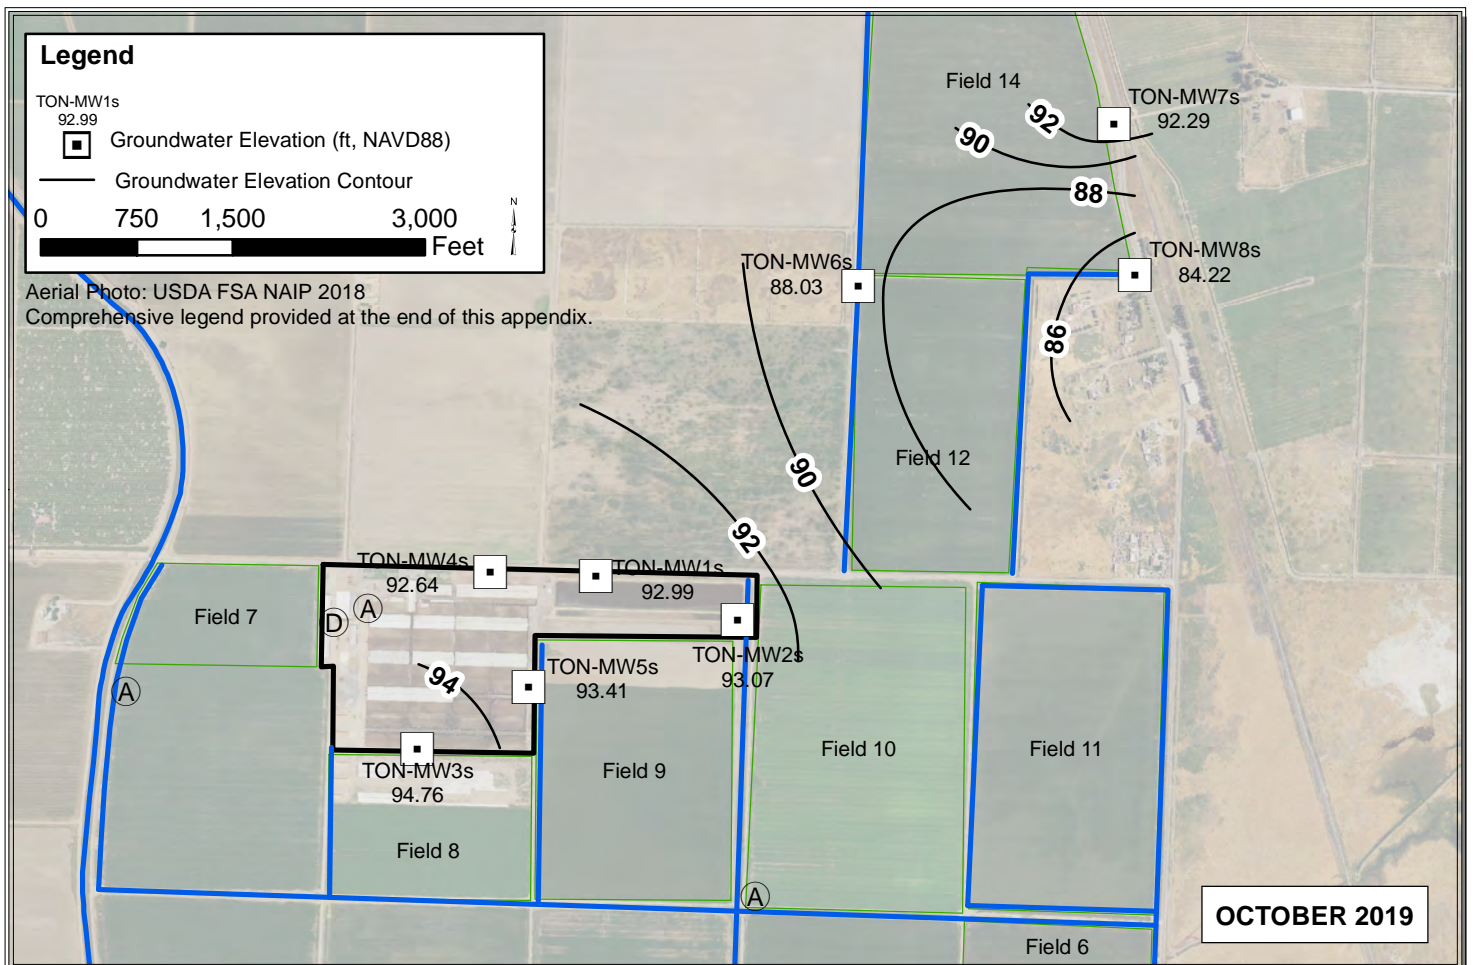 Legend
TON-MW1s
92.99
Groundwater Elevation (ft, NAVD88)
Groundwater Elevation Contour
0 750 1,500 3,000
Feet
N
Aerial Photo: USDA FSA NAIP 2018
Comprehensive legend provided at the end of this appendix.
Field 14
TON-MW7s
92.29
92
90
88
TON-MW6s
88.03
TON-MW8s
84.22
86
Field 12
90
92
TON-MW4s
92.64
TON-MW1s
92.99
A
D
Field 7
TON-MW2s
93.07
TON-MW5s
93.41
94
A
TON-MW3s
94.76
Field 9
Field 10
Field 11
Field 8
A
OCTOBER 2019
Field 6